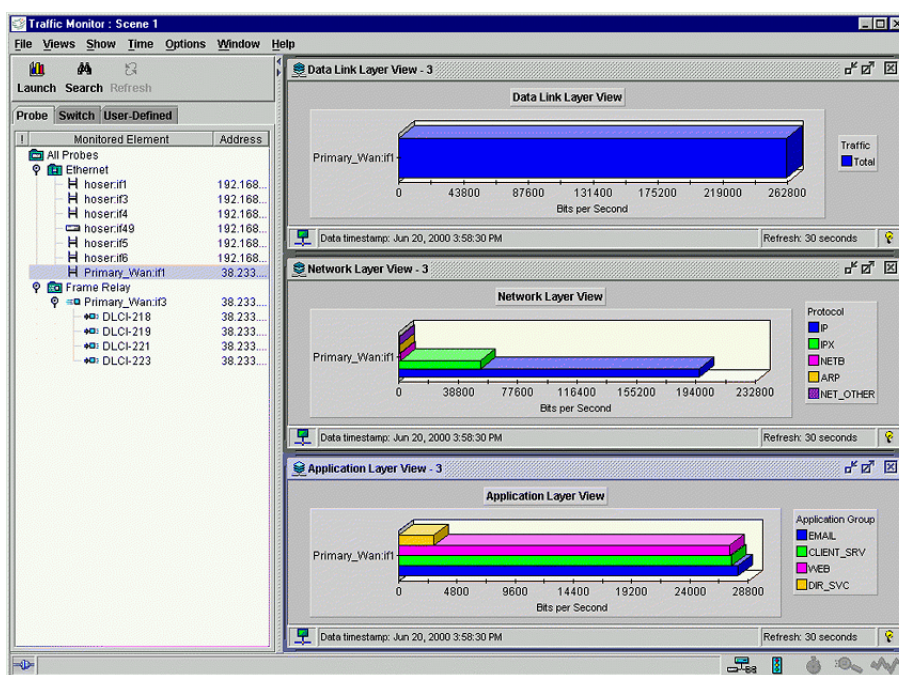 Traffic Monitor : Scene 1
File Views Show Time Options Window Help
Launch Search Refresh
Probe Switch User-Defined
! Monitored Element Address
All Probes
Ethernet
hoser:if1 192.168...
hoser:if3 192.168...
hoser:if4 192.168...
hoser:if49 192.168...
hoser:if5 192.168...
hoser:if6 192.168...
Primary_Wan:if1 38.233....
Frame Relay
Primary_Wan:if3 38.233....
DLCI-218 38.233....
DLCI-219 38.233....
DLCI-221 38.233....
DLCI-223 38.233....
Data Link Layer View - 3
Data Link Layer View
Primary_Wan:if1
0 43800 87600 131400 175200 219000 262800
Bits per Second
Traffic
Total
Data timestamp: Jun 20, 2000 3:58:30 PM Refresh: 30 seconds
Network Layer View - 3
Network Layer View
Primary_Wan:if1
0 38800 77600 116400 155200 194000 232800
Bits per Second
Protocol
IP
IPX
NETB
ARP
NET_OTHER
Data timestamp: Jun 20, 2000 3:58:30 PM Refresh: 30 seconds
Application Layer View - 3
Application Layer View
Primary_Wan:if1
0 4800 9600 14400 19200 24000 28800
Bits per Second
Application Group
EMAIL
CLIENT_SRV
WEB
DIR_SVC
Data timestamp: Jun 20, 2000 3:58:30 PM Refresh: 30 seconds